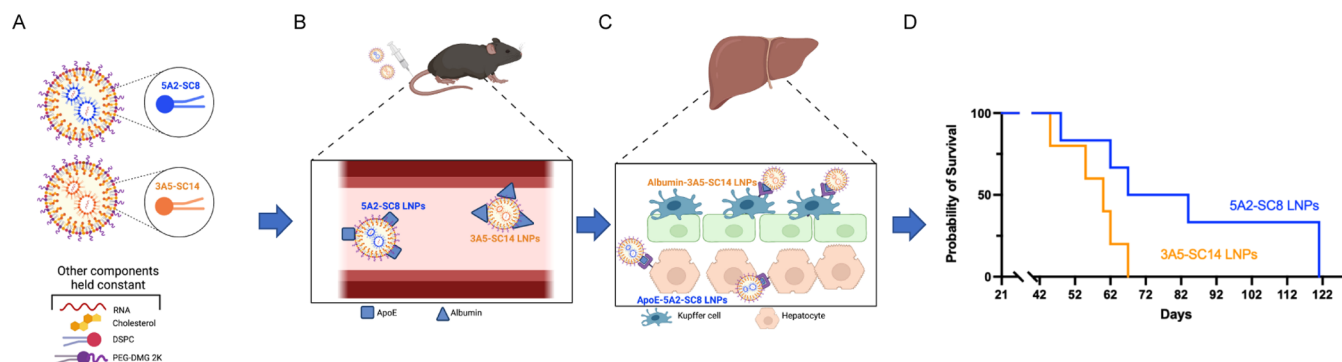 A
5A2-SC8
3A5-SC14
Other components
held constant
RNA
Cholesterol
DSPC
PEG-DMG 2K
B
5A2-SC8 LNPs
3A5-SC14 LNPs
ApoE
Albumin
C
Albumin-3A5-SC14 LNPs
ApoE-5A2-SC8 LNPs
Kupffer cell
Hepatocyte
D
Probability of Survival
100
50
0
5A2-SC8 LNPs
3A5-SC14 LNPs
21 42 52 62 72 82 92 102 112 122
Days